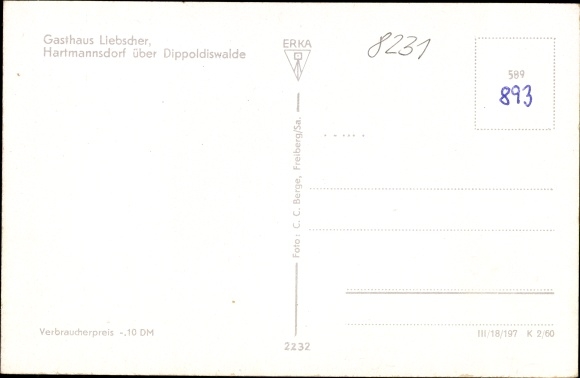 Gasthaus Liebscher,
Hartmannsdorf über Dippoldiswalde
ERKA
8231
589
893
Foto: C. C. Berge, Freiberg/Sa.
Verbraucherpreis -.10 DM
2232
III/18/197 K 2/60